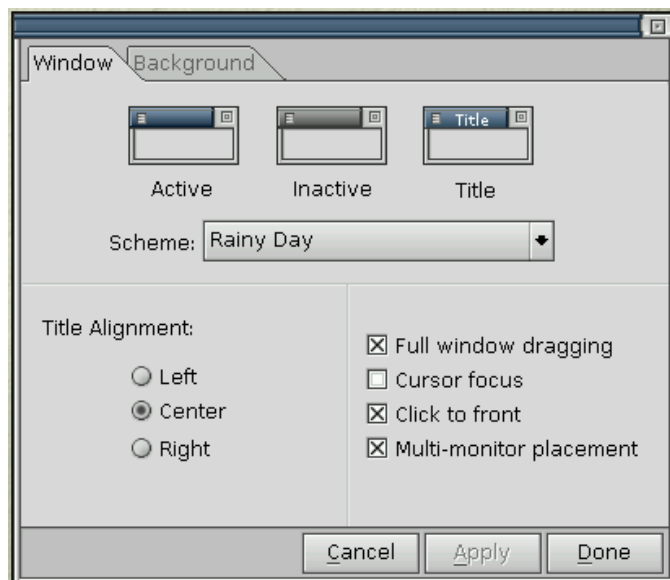 Window Background
Title
Active Inactive Title
Scheme: Rainy Day
Title Alignment:
Left
Center
Right
Full window dragging
Cursor focus
Click to front
Multi-monitor placement
Cancel Apply Done